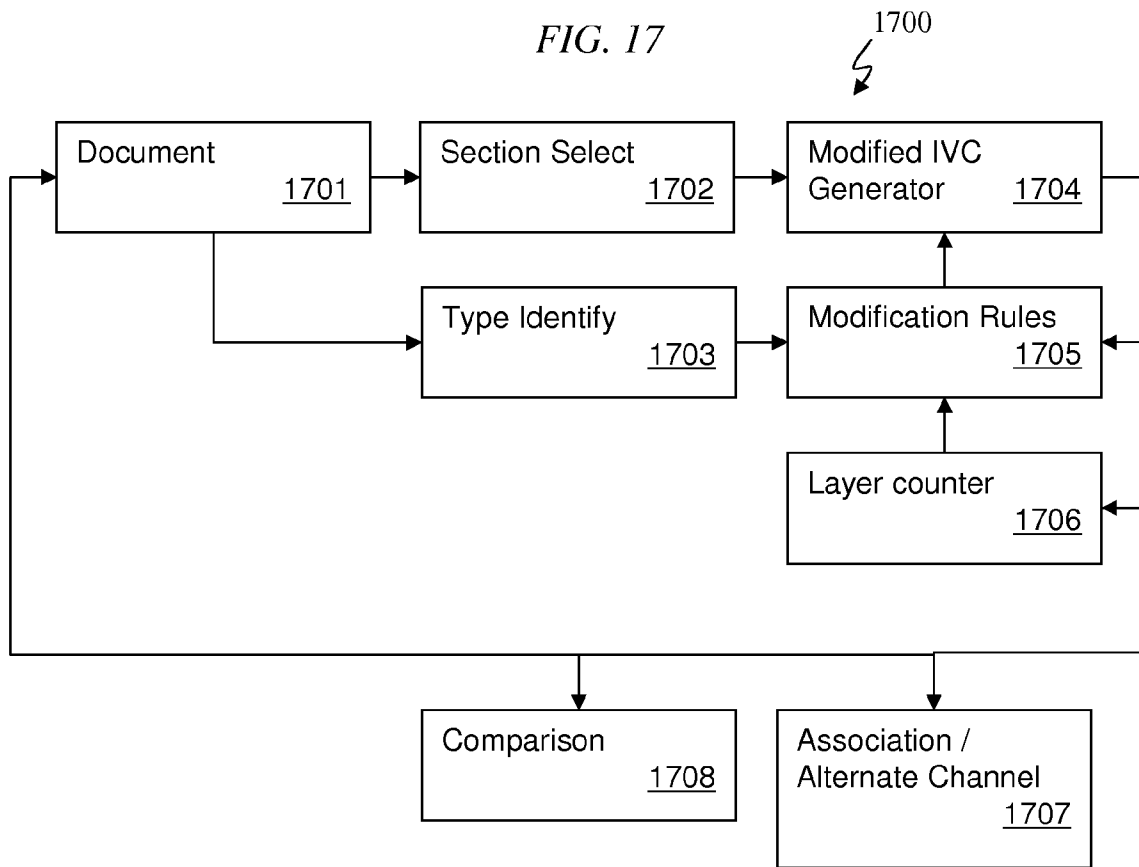 FIG. 17
1700
Document
1701
Section Select
1702
Modified IVC
Generator
1704
Type Identify
1703
Modification Rules
1705
Layer counter
1706
Comparison
1708
Association /
Alternate Channel
1707